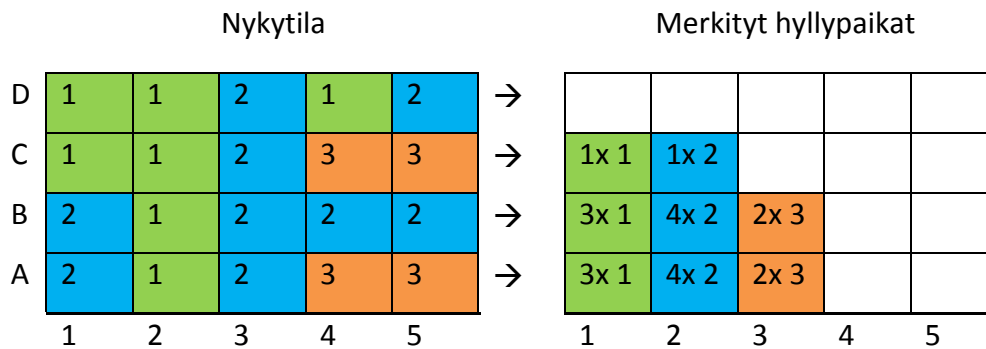 Nykytila Merkityt hyllypaikat
D 1 1 2 1 2 →
C 1 1 2 3 3 → 1x 1 1x 2
B 2 1 2 2 2 → 3x 1 4x 2 2x 3
A 2 1 2 3 3 → 3x 1 4x 2 2x 3
1 2 3 4 5 1 2 3 4 5